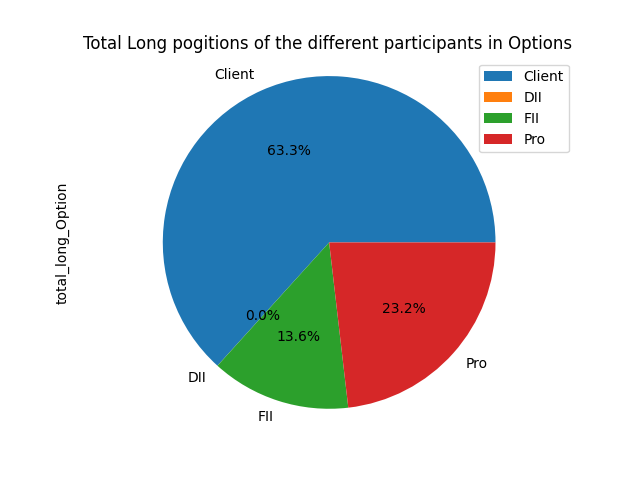 Total Long pogitions of the different participants in Options
Client
Client
DII
FII
Pro
63.3%
total_long_Option
0.0%
23.2%
13.6%
Pro
DII
FII